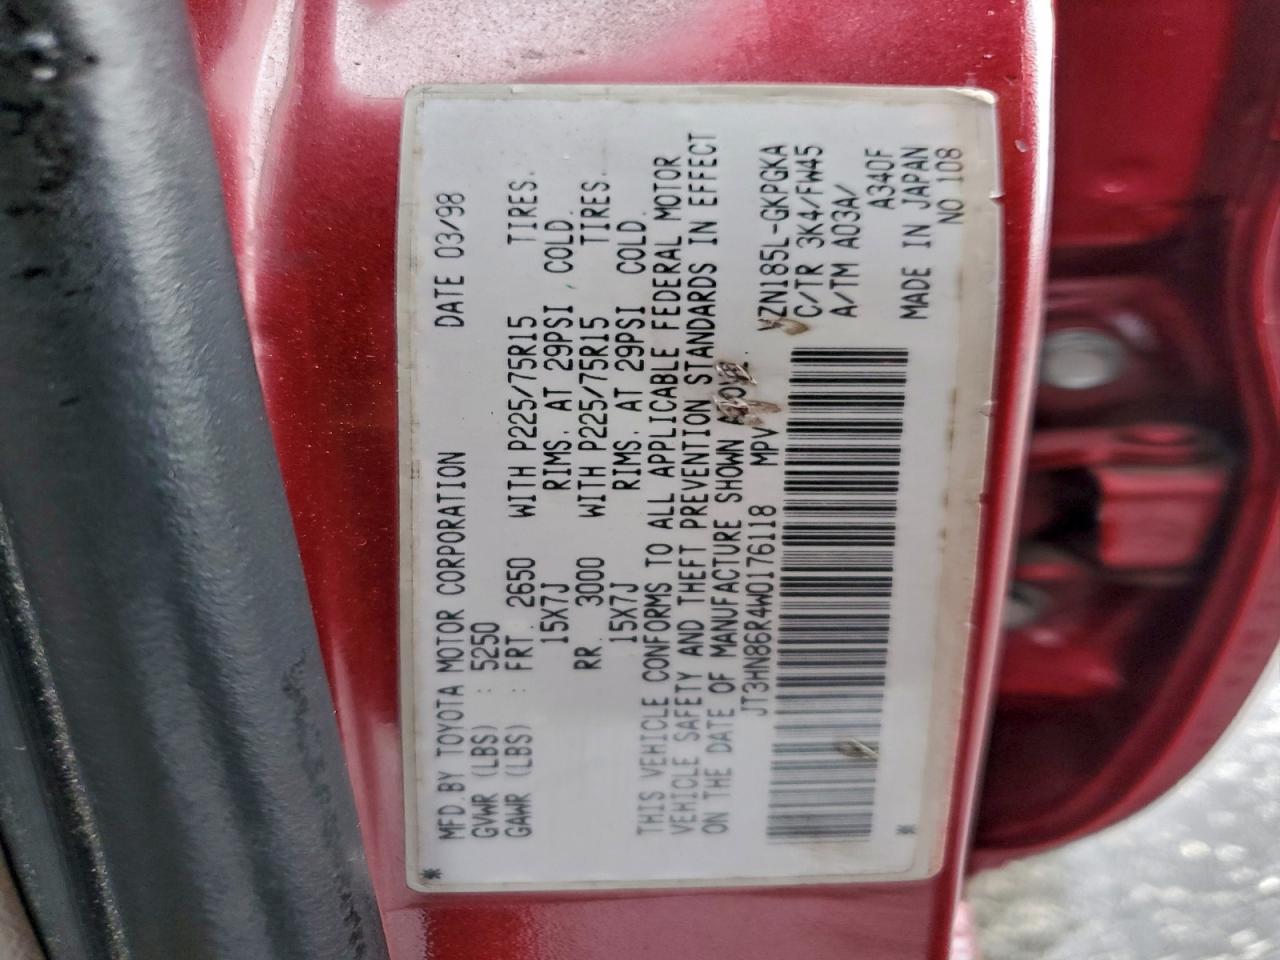 * MFD BY TOYOTA MOTOR CORPORATION DATE 03/98
GVWR (LBS) : 5250
GAWR (LBS) : FRT. 2650 WITH P225/75R15 TIRES.
15X7J RIMS. AT 29PSI COLD.
RR. 3000 WITH P225/75R15 TIRES.
15X7J RIMS. AT 29PSI COLD.
THIS VEHICLE CONFORMS TO ALL APPLICABLE FEDERAL MOTOR
VEHICLE SAFETY AND THEFT PREVENTION STANDARDS IN EFFECT
ON THE DATE OF MANUFACTURE SHOWN ABOVE.
JT3HN86R4W0176118 MPV VZN185L-GKPGKA
C/TR 3K4/FW45
A/TM A03A/
A340F
* MADE IN JAPAN
NO 108